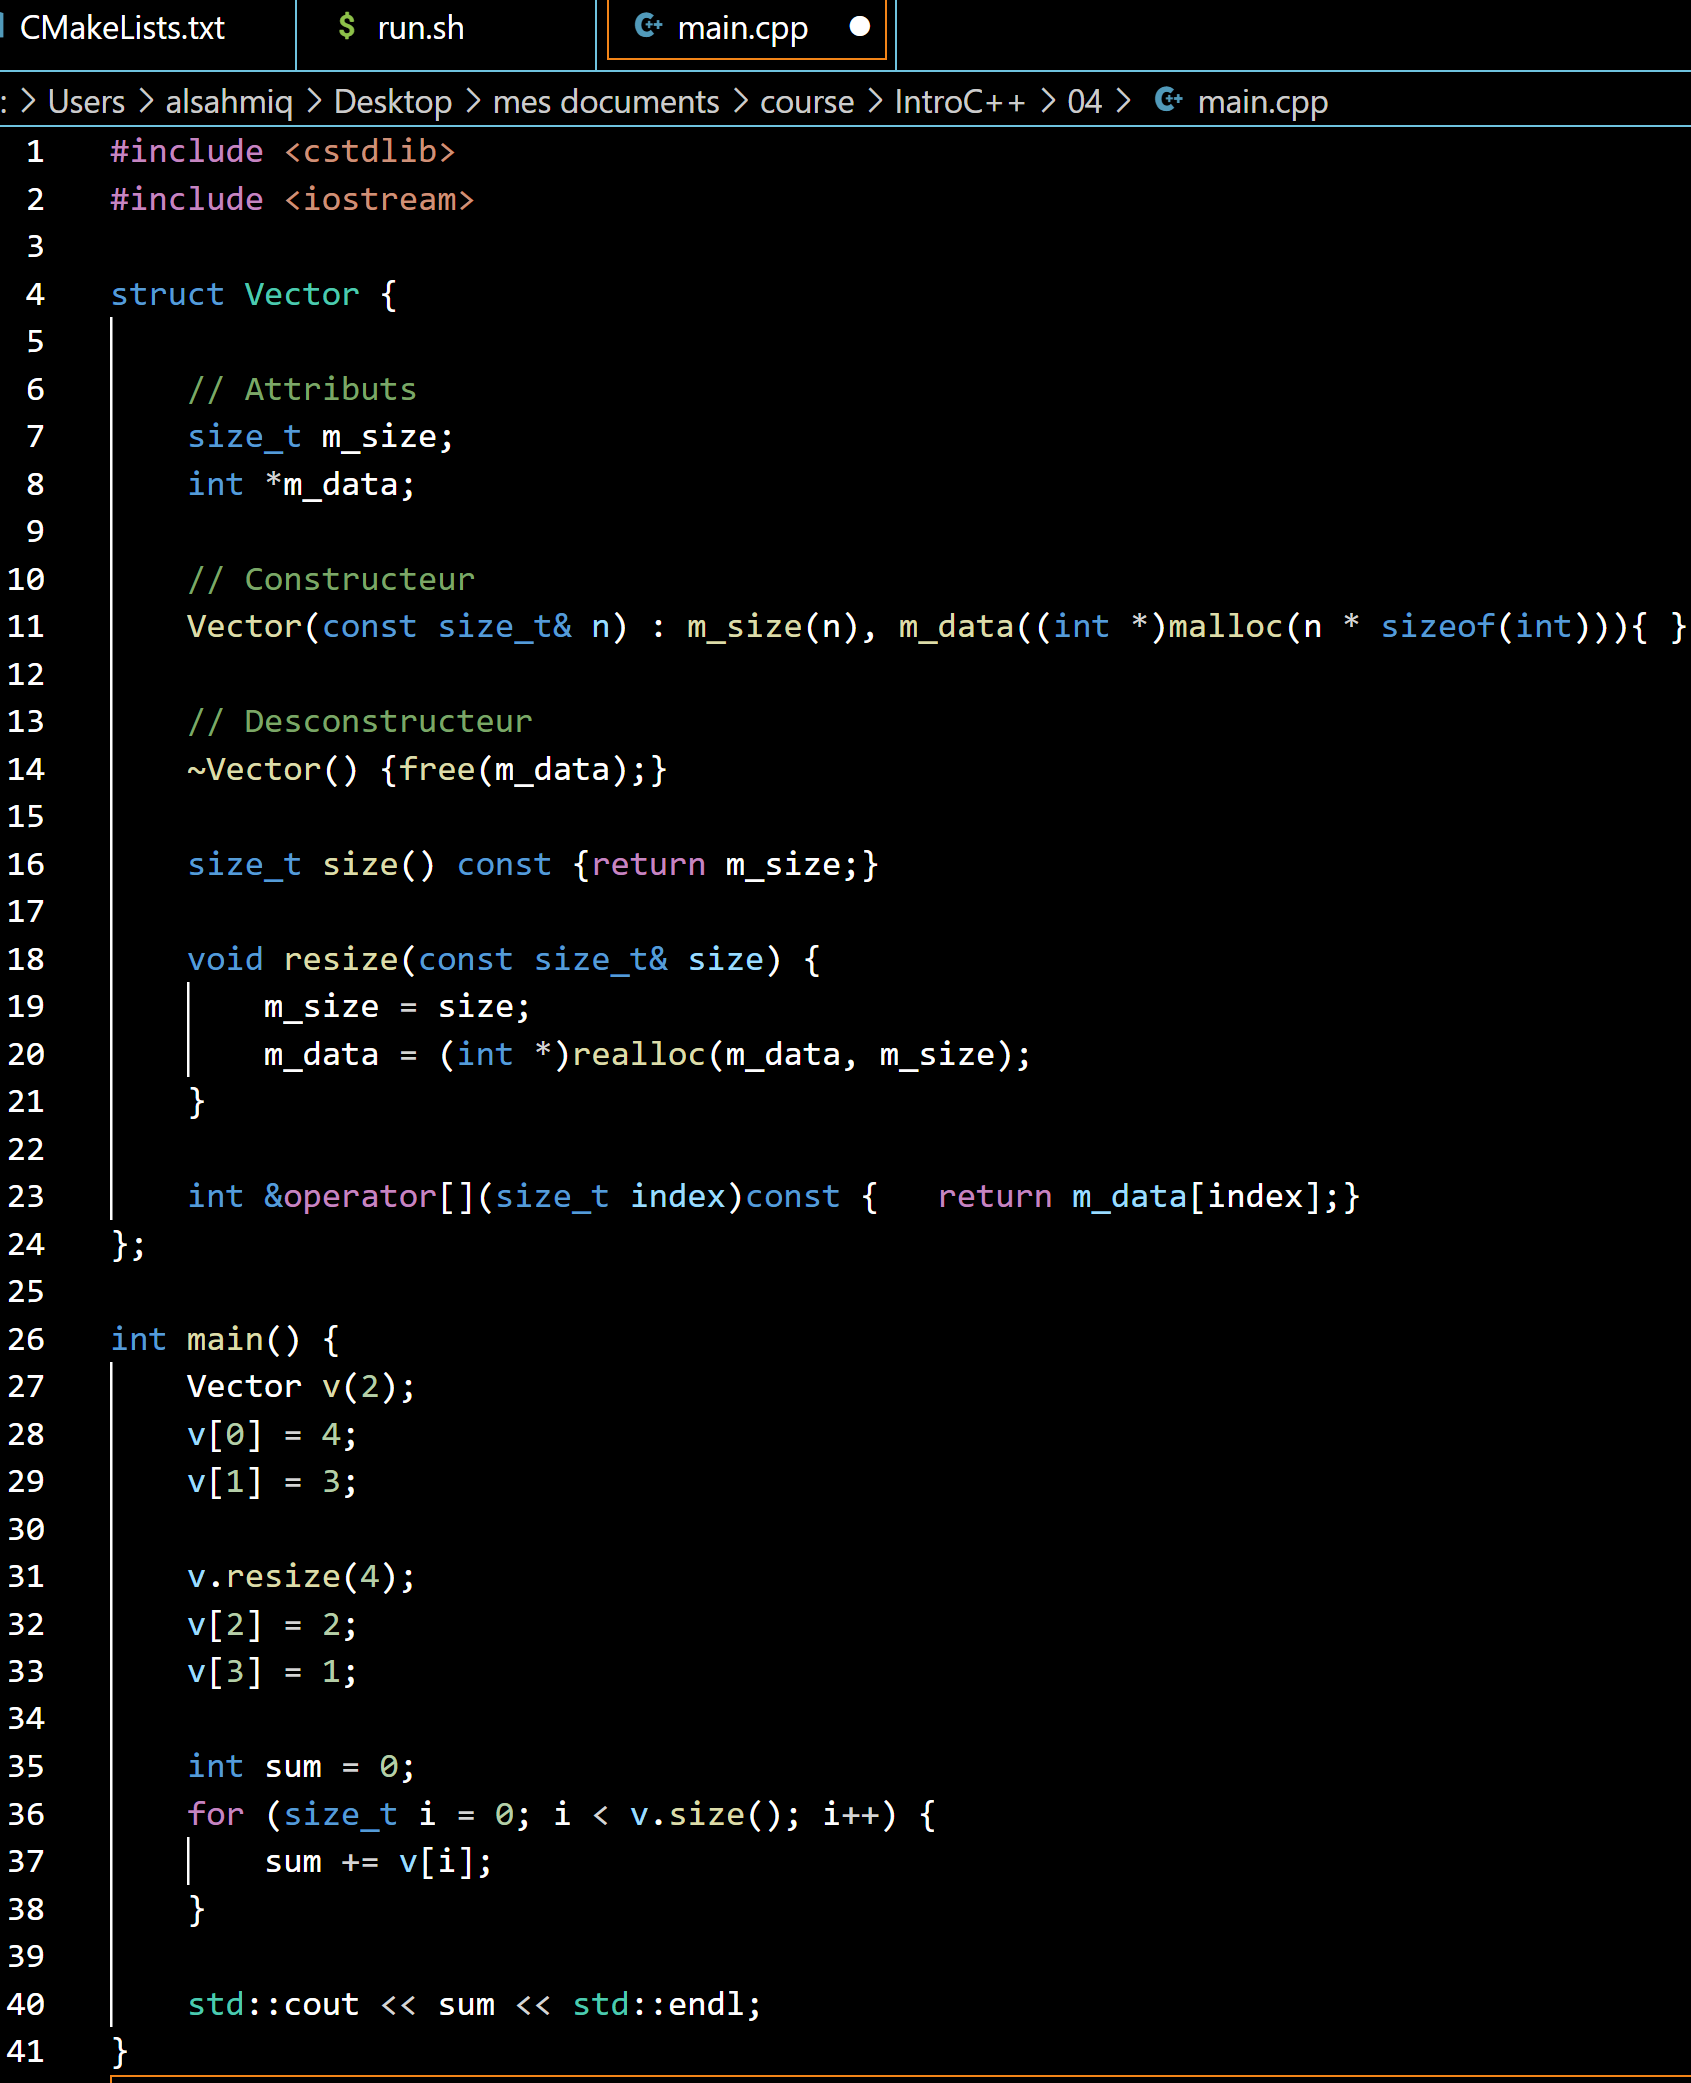 CMakeLists.txt $ run.sh C++ main.cpp
: > Users > alsahmiq > Desktop > mes documents > course > IntroC++ > 04 > C++ main.cpp
1 #include <cstdlib>
2 #include <iostream>
3
4 struct Vector {
5
6 // Attributs
7 size_t m_size;
8 int *m_data;
9
10 // Constructeur
11 Vector(const size_t& n) : m_size(n), m_data((int *)malloc(n * sizeof(int))){ }
12
13 // Desconstructeur
14 ~Vector() {free(m_data);}
15
16 size_t size() const {return m_size;}
17
18 void resize(const size_t& size) {
19 m_size = size;
20 m_data = (int *)realloc(m_data, m_size);
21 }
22
23 int &operator[](size_t index)const {   return m_data[index];}
24 };
25
26 int main() {
27 Vector v(2);
28 v[0] = 4;
29 v[1] = 3;
30
31 v.resize(4);
32 v[2] = 2;
33 v[3] = 1;
34
35 int sum = 0;
36 for (size_t i = 0; i < v.size(); i++) {
37 sum += v[i];
38 }
39
40 std::cout << sum << std::endl;
41 }